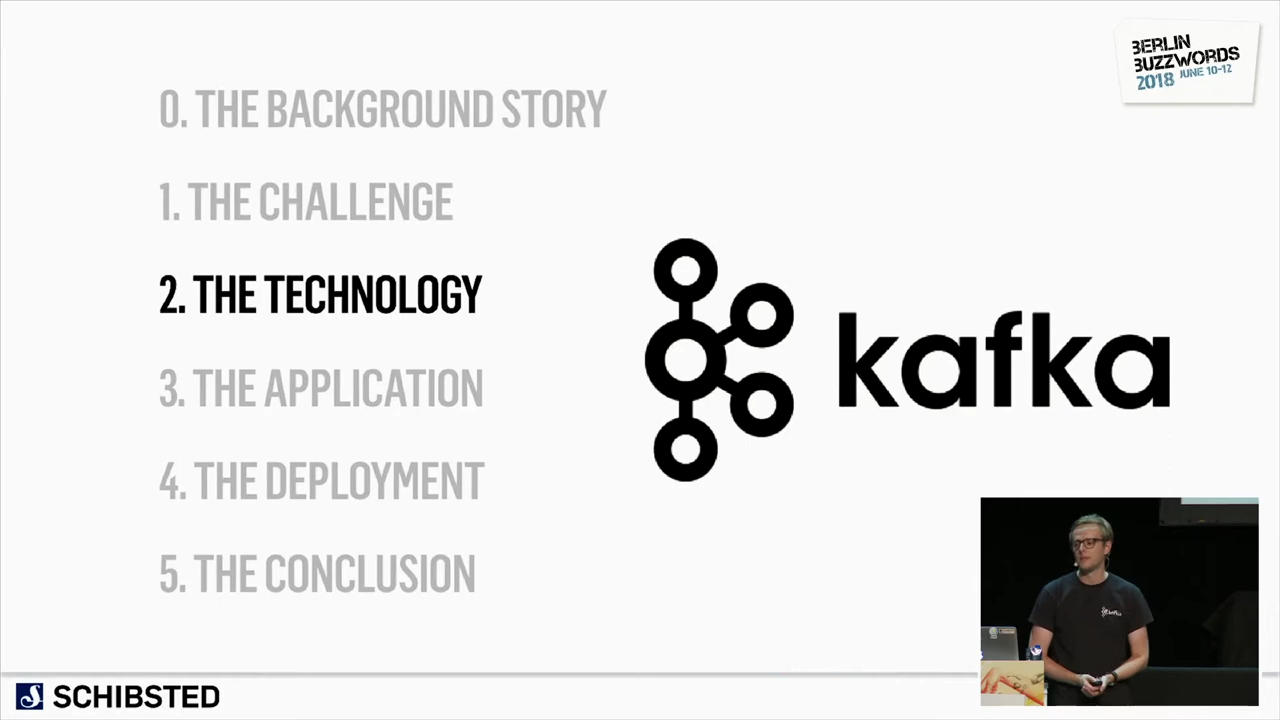 BERLIN
BUZZWORDS
2018 JUNE 10-12
0. THE BACKGROUND STORY
1. THE CHALLENGE
2. THE TECHNOLOGY
3. THE APPLICATION
4. THE DEPLOYMENT
5. THE CONCLUSION
kafka
kafka
SCHIBSTED